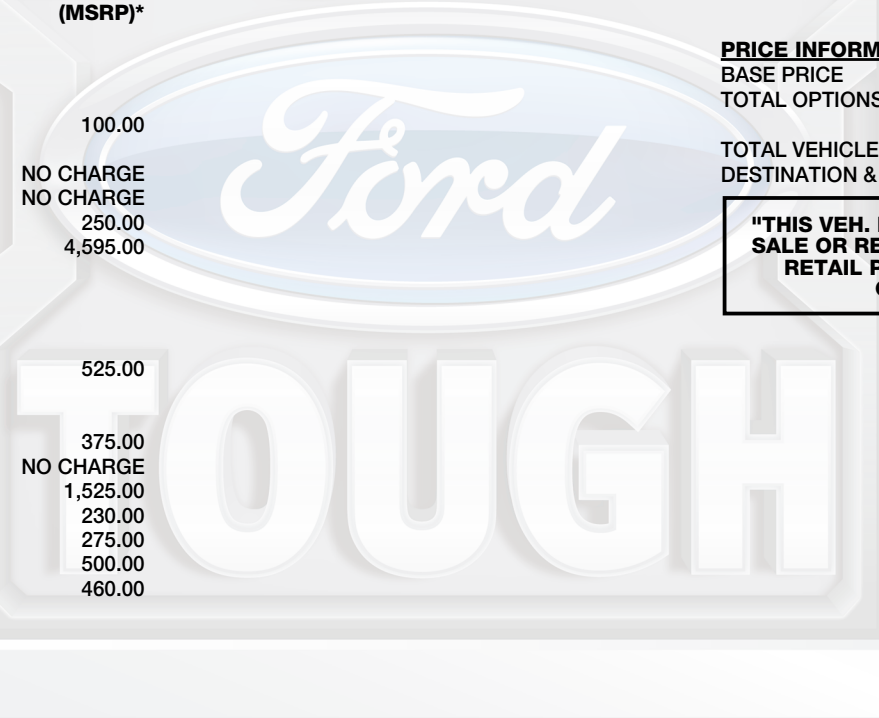 (MSRP)*
100.00
NO CHARGE
NO CHARGE
250.00
4,595.00
525.00
375.00
NO CHARGE
1,525.00
230.00
275.00
500.00
460.00
PRICE INFORM
BASE PRICE
TOTAL OPTIONS
TOTAL VEHICLE
DESTINATION &
"THIS VEH.
SALE OR RE
RETAIL P
Ford
TOUGH